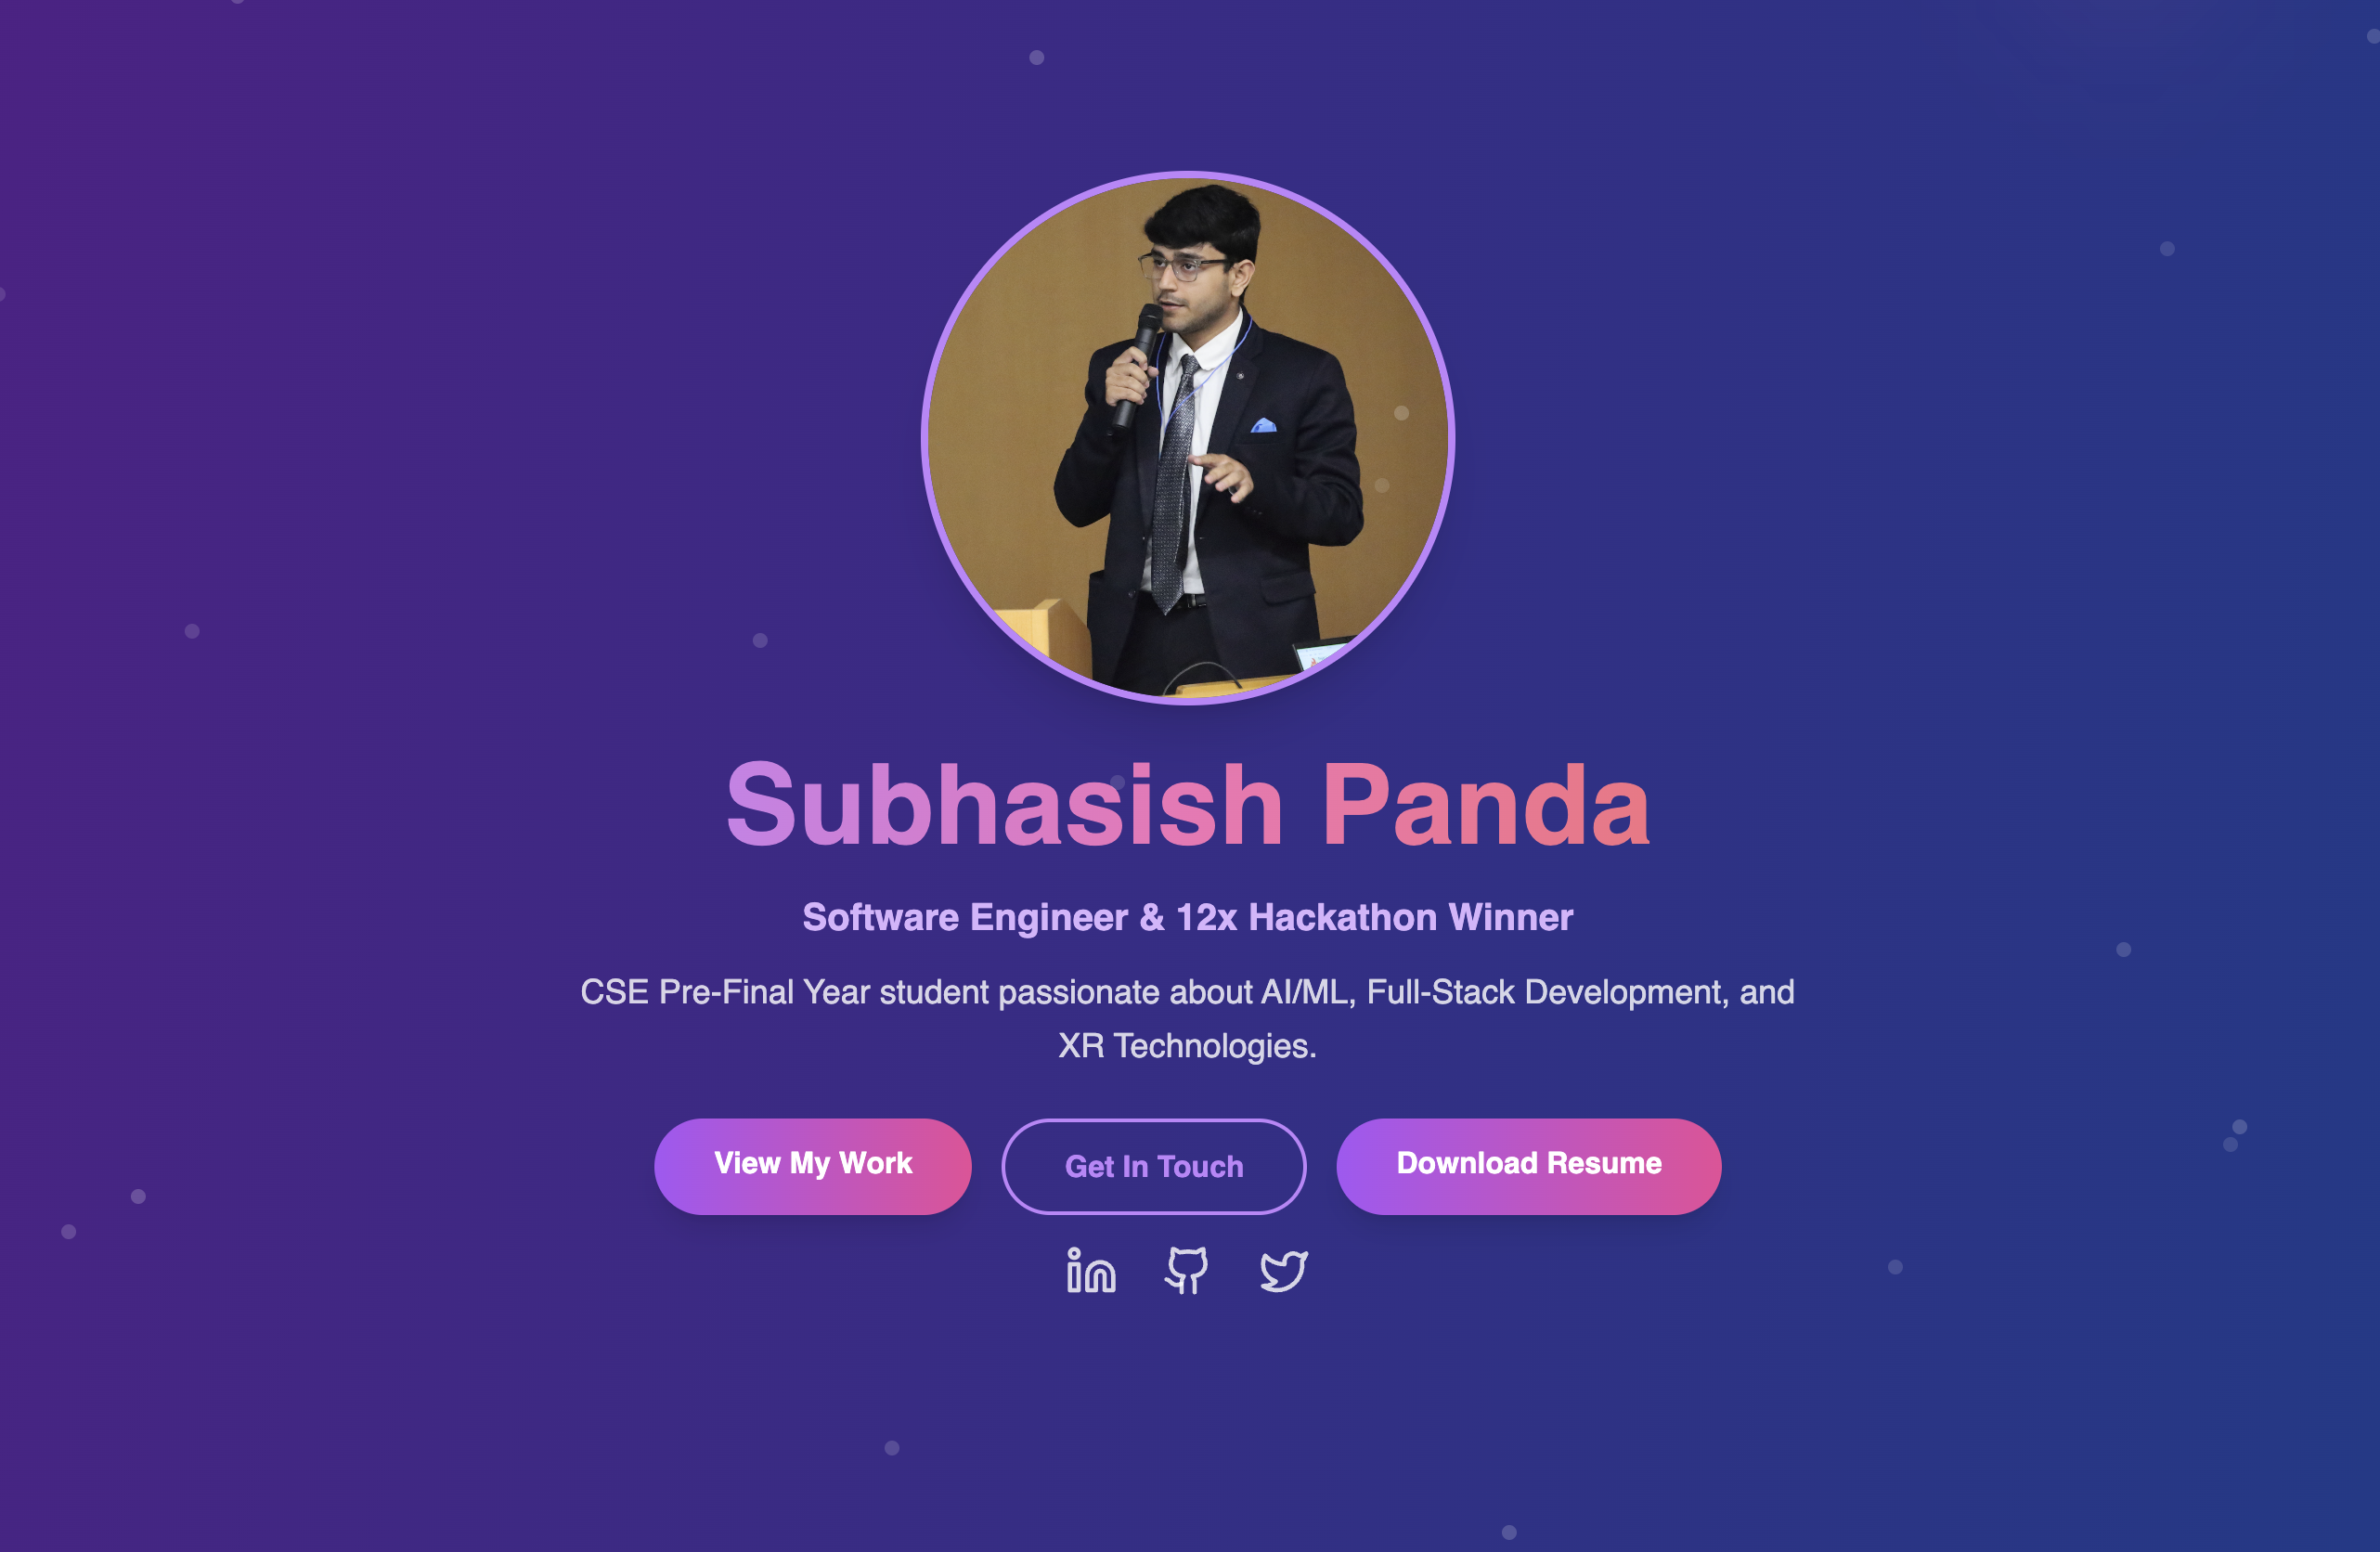 Subhasish Panda
Software Engineer & 12x Hackathon Winner
CSE Pre-Final Year student passionate about AI/ML, Full-Stack Development, and
XR Technologies.
View My Work
Get In Touch
Download Resume